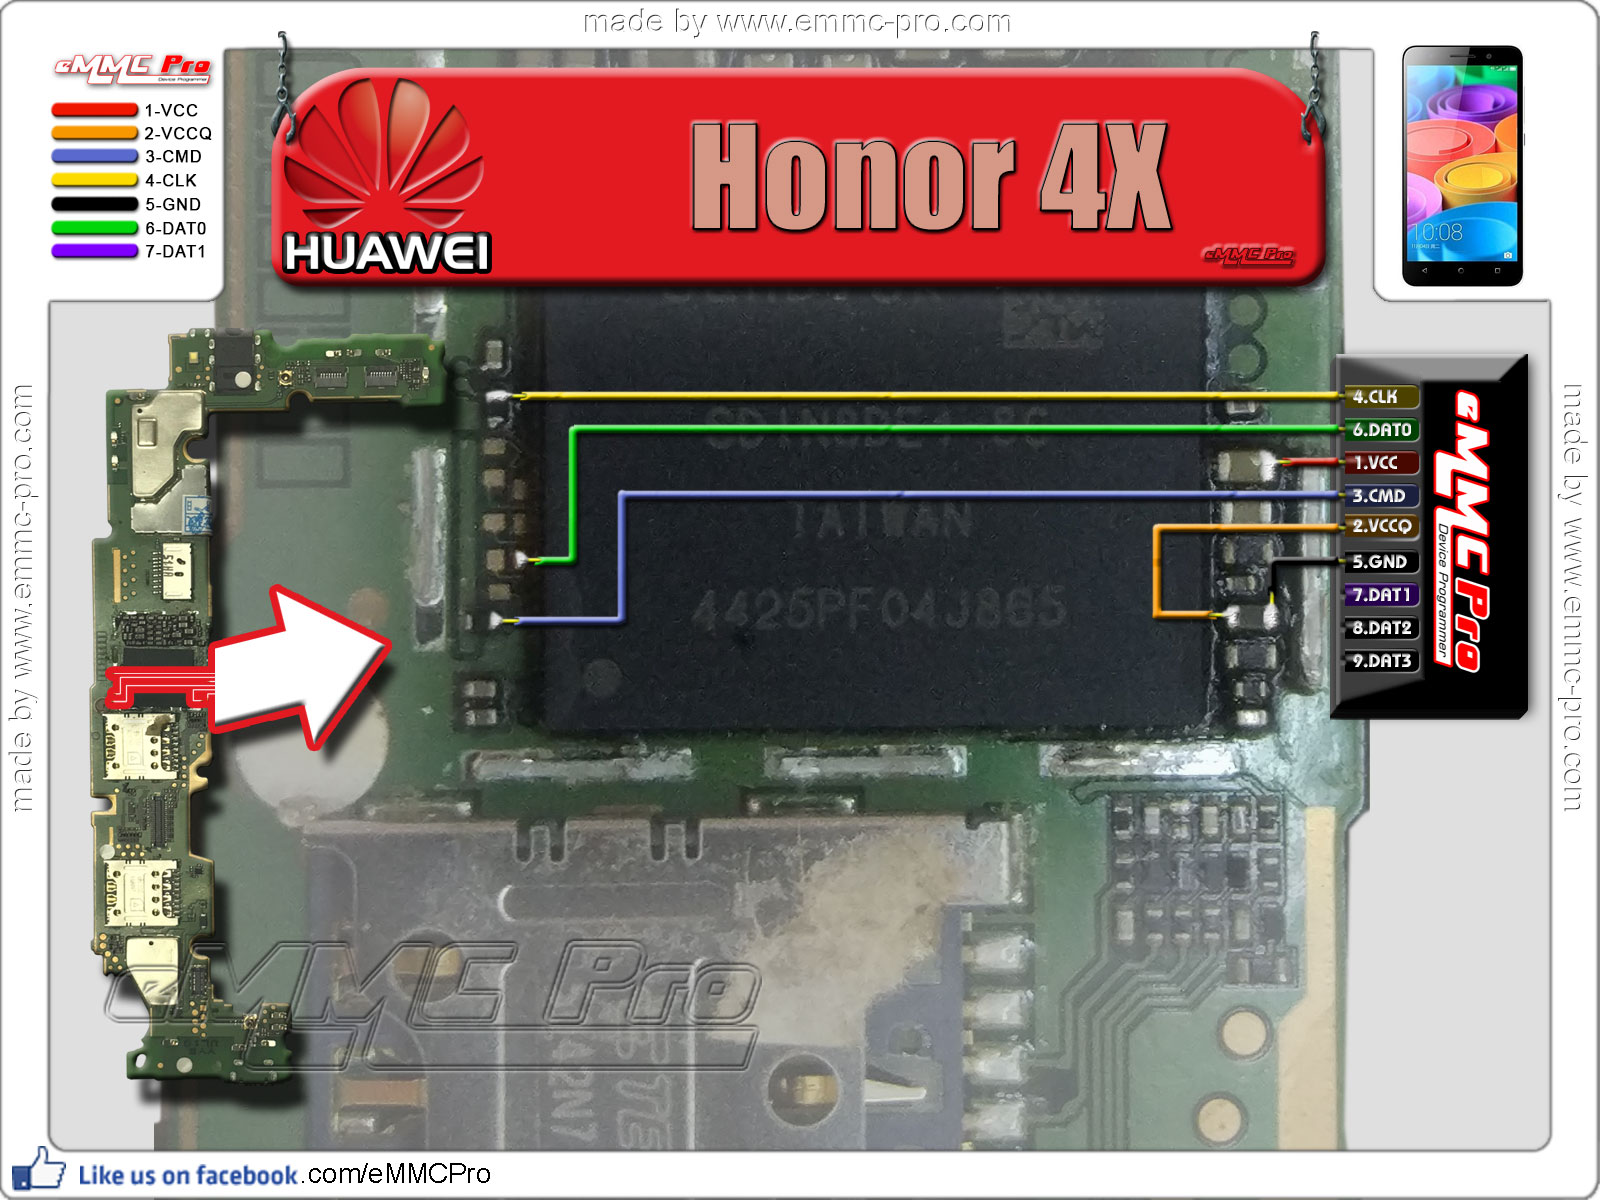 made by www.emmc-pro.com
eMMC Pro
Device Programmer
1-VCC
2-VCCQ
3-CMD
4-CLK
5-GND
6-DAT0
7-DAT1
HUAWEI
Honor 4X
eMMC Pro
10:08
SDIN8DE4-8G
TAIWAN
4425PF04J865
4.CLK
6.DAT0
1.VCC
3.CMD
2.VCCQ
5.GND
7.DAT1
8.DAT2
9.DAT3
eMMC Pro
Device Programmer
made by www.emmc-pro.com
made by www.emmc-pro.com
eMMC Pro
Like us on facebook.com/eMMCPro